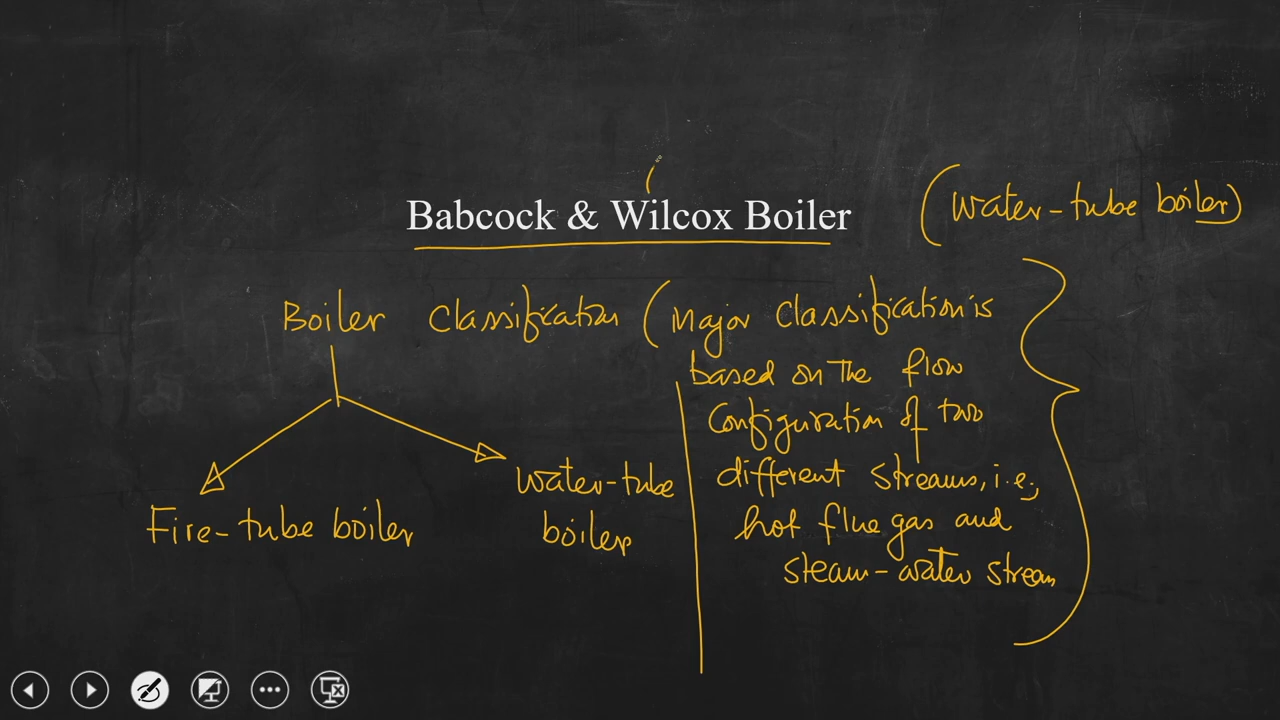 Babcock & Wilcox Boiler
(Water-tube boiler)
Boiler Classification (Major Classification is
based on the flow
Configuration of two
different streams, i.e.,
hot flue gas and
steam-water stream
Fire-tube boiler
Water-tube
boiler